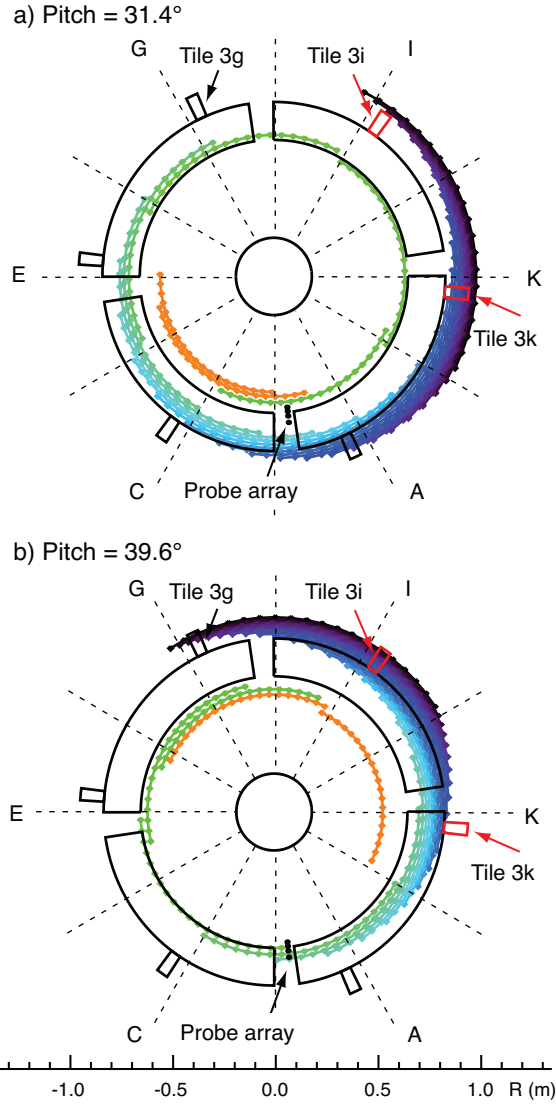 a) Pitch = 31.4°
G
I
Tile 3g
Tile 3i
E
K
Tile 3k
Probe array
C
A
b) Pitch = 39.6°
G
I
Tile 3g
Tile 3i
E
K
Tile 3k
Probe array
C
A
-1.0 -0.5 0.0 0.5 1.0 R (m)